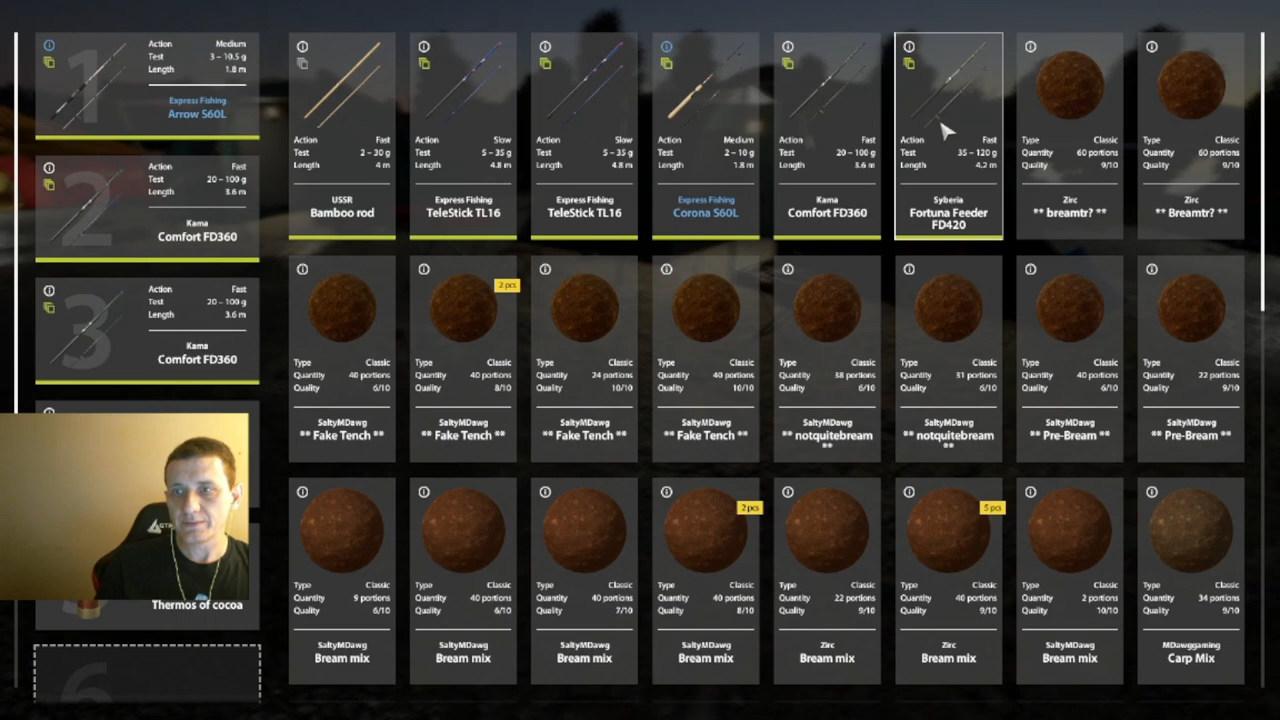 1
Action Medium
Test 3 – 10.5 g
Length 1.8 m
Express Fishing
Arrow S60L
2
Action Fast
Test 20 – 100 g
Length 3.6 m
Kama
Comfort FD360
3
Action Fast
Test 20 – 100 g
Length 3.6 m
Kama
Comfort FD360
Thermos of cocoa
6
Action Fast
Test 2 – 30 g
Length 4 m
USSR
Bamboo rod
Action Slow
Test 5 – 35 g
Length 4.8 m
Express Fishing
TeleStick TL16
Action Slow
Test 5 – 35 g
Length 4.8 m
Express Fishing
TeleStick TL16
Action Medium
Test 2 – 10 g
Length 1.8 m
Express Fishing
Corona S60L
Action Fast
Test 20 – 100 g
Length 3.6 m
Kama
Comfort FD360
Action Fast
Test 35 – 120 g
Length 4.2 m
Syberia
Fortuna Feeder
FD420
Type Classic
Quantity 60 portions
Quality 9/10
Zirc
** breamtr? **
Type Classic
Quantity 60 portions
Quality 9/10
Zirc
** Breamtr? **
Type Classic
Quantity 40 portions
Quality 6/10
SaltyMDawg
** Fake Tench **
2 pcs
Type Classic
Quantity 40 portions
Quality 8/10
SaltyMDawg
** Fake Tench **
Type Classic
Quantity 24 portions
Quality 10/10
SaltyMDawg
** Fake Tench **
Type Classic
Quantity 40 portions
Quality 10/10
SaltyMDawg
** Fake Tench **
Type Classic
Quantity 38 portions
Quality 6/10
SaltyMDawg
** notquitebream
**
Type Classic
Quantity 31 portions
Quality 6/10
SaltyMDawg
** notquitebream
**
Type Classic
Quantity 40 portions
Quality 6/10
SaltyMDawg
** Pre-Bream **
Type Classic
Quantity 22 portions
Quality 9/10
SaltyMDawg
** Pre-Bream **
Type Classic
Quantity 9 portions
Quality 6/10
SaltyMDawg
Bream mix
Type Classic
Quantity 40 portions
Quality 6/10
SaltyMDawg
Bream mix
Type Classic
Quantity 40 portions
Quality 7/10
SaltyMDawg
Bream mix
2 pcs
Type Classic
Quantity 40 portions
Quality 8/10
SaltyMDawg
Bream mix
Type Classic
Quantity 22 portions
Quality 9/10
Zirc
Bream mix
5 pcs
Type Classic
Quantity 40 portions
Quality 9/10
Zirc
Bream mix
Type Classic
Quantity 2 portions
Quality 10/10
SaltyMDawg
Bream mix
Type Classic
Quantity 34 portions
Quality 9/10
MDawggaming
Carp Mix